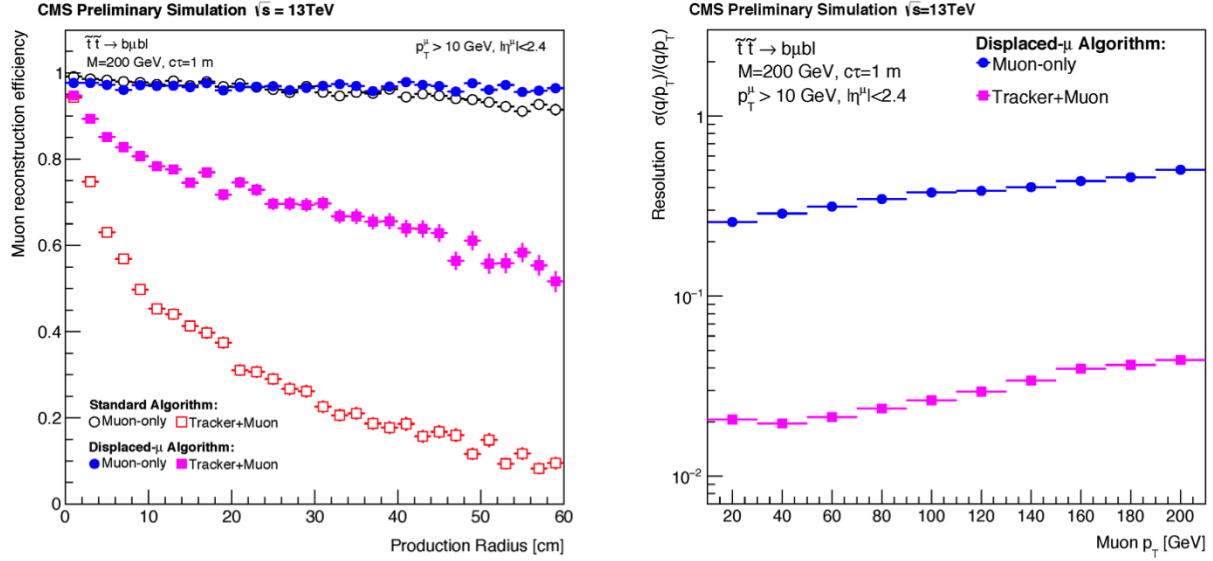 CMS Preliminary Simulation √s = 13TeV
Muon reconstruction efficiency
t̃ t̃ → bμbl
M=200 GeV, cτ=1 m
p_T^μ > 10 GeV, |η^μ|<2.4
1
0.8
0.6
0.4
0.2
0
Standard Algorithm:
Muon-only Tracker+Muon
Displaced-μ Algorithm:
Muon-only Tracker+Muon
0 10 20 30 40 50 60
Production Radius [cm]
CMS Preliminary Simulation √s=13TeV
Resolution σ(q/p_T)/(q/p_T)
t̃ t̃ → bμbl
M=200 GeV, cτ=1 m
p_T^μ > 10 GeV, |η^μ|<2.4
Displaced-μ Algorithm:
Muon-only
Tracker+Muon
1
10⁻¹
10⁻²
20 40 60 80 100 120 140 160 180 200
Muon p_T [GeV]